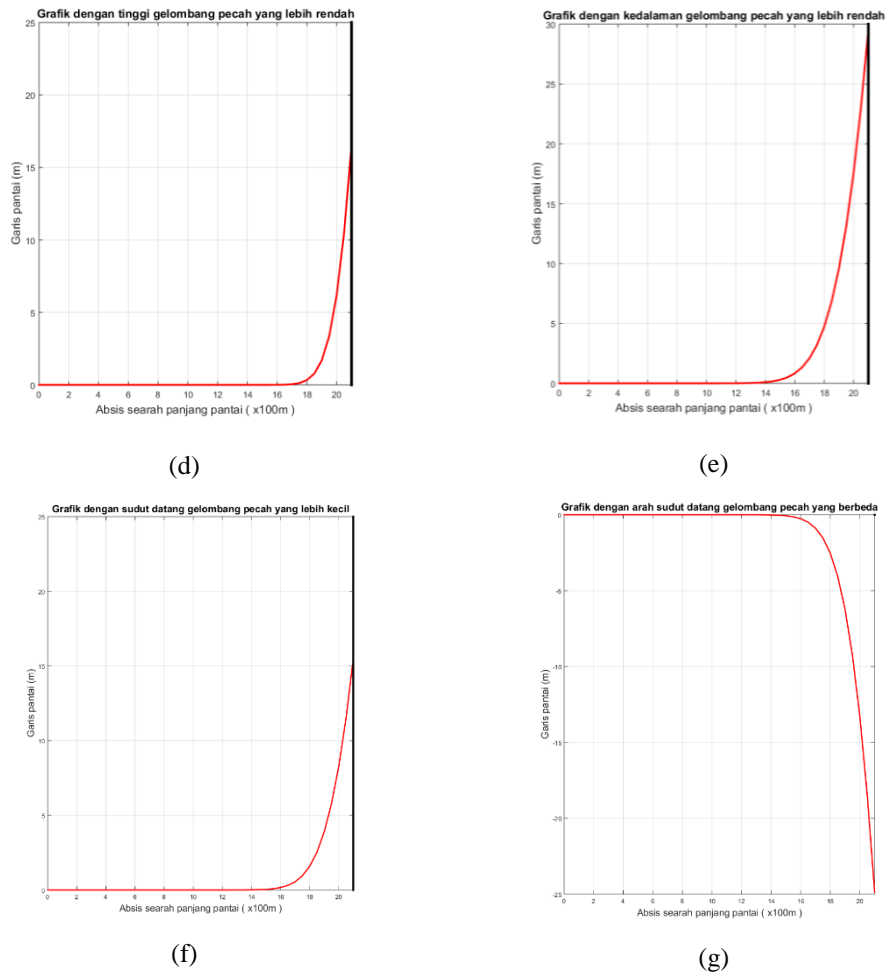 Grafik dengan tinggi gelombang pecah yang lebih rendah
25
20
15
10
5
0
0 2 4 6 8 10 12 14 16 18 20
Garis pantai (m)
Absis searah panjang pantai ( x100m )
(d)
Grafik dengan kedalaman gelombang pecah yang lebih rendah
30
25
20
15
10
5
0
0 2 4 6 8 10 12 14 16 18 20
Garis pantai (m)
Absis searah panjang pantai ( x100m )
(e)
Grafik dengan sudut datang gelombang pecah yang lebih kecil
25
20
15
10
5
0
0 2 4 6 8 10 12 14 16 18 20
Garis pantai (m)
Absis searah panjang pantai ( x100m )
(f)
Grafik dengan arah sudut datang gelombang pecah yang berbeda
0
-5
-10
-15
-20
-25
0 2 4 6 8 10 12 14 16 18 20
Garis pantai (m)
Absis searah panjang pantai ( x100m )
(g)